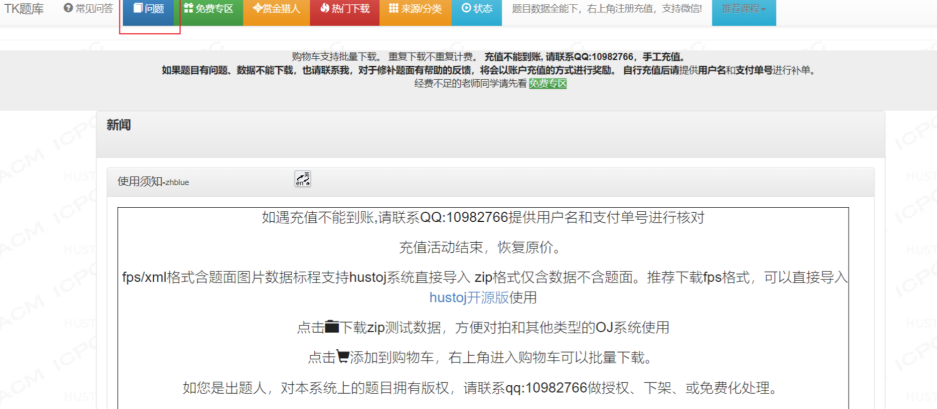 TK题库 常见问答 问题 免费专区 赏金猎人 热门下载 来源/分类 状态 题目数据全能下，右上角注册充值，支持微信! 推荐课程
购物车支持批量下载。 重复下载不重复计费。 充值不能到账, 请联系QQ:10982766，手工充值。
如果题目有问题、数据不能下载，也请联系我，对于修补题面有帮助的反馈，将会以账户充值的方式进行奖励。 自行充值后请提供用户名和支付单号进行补单。
经费不足的老师同学请先看 免费专区
新闻
使用须知-zhblue
如遇充值不能到账,请联系QQ:10982766提供用户名和支付单号进行核对
充值活动结束，恢复原价。
fps/xml格式含题面图片数据标程支持hustoj系统直接导入 zip格式仅含数据不含题面。推荐下载fps格式，可以直接导入
hustoj开源版使用
点击下载zip测试数据，方便对拍和其他类型的OJ系统使用
点击添加到购物车，右上角进入购物车可以批量下载。
如您是出题人，对本系统上的题目拥有版权，请联系qq:10982766做授权、下架、或免费化处理。